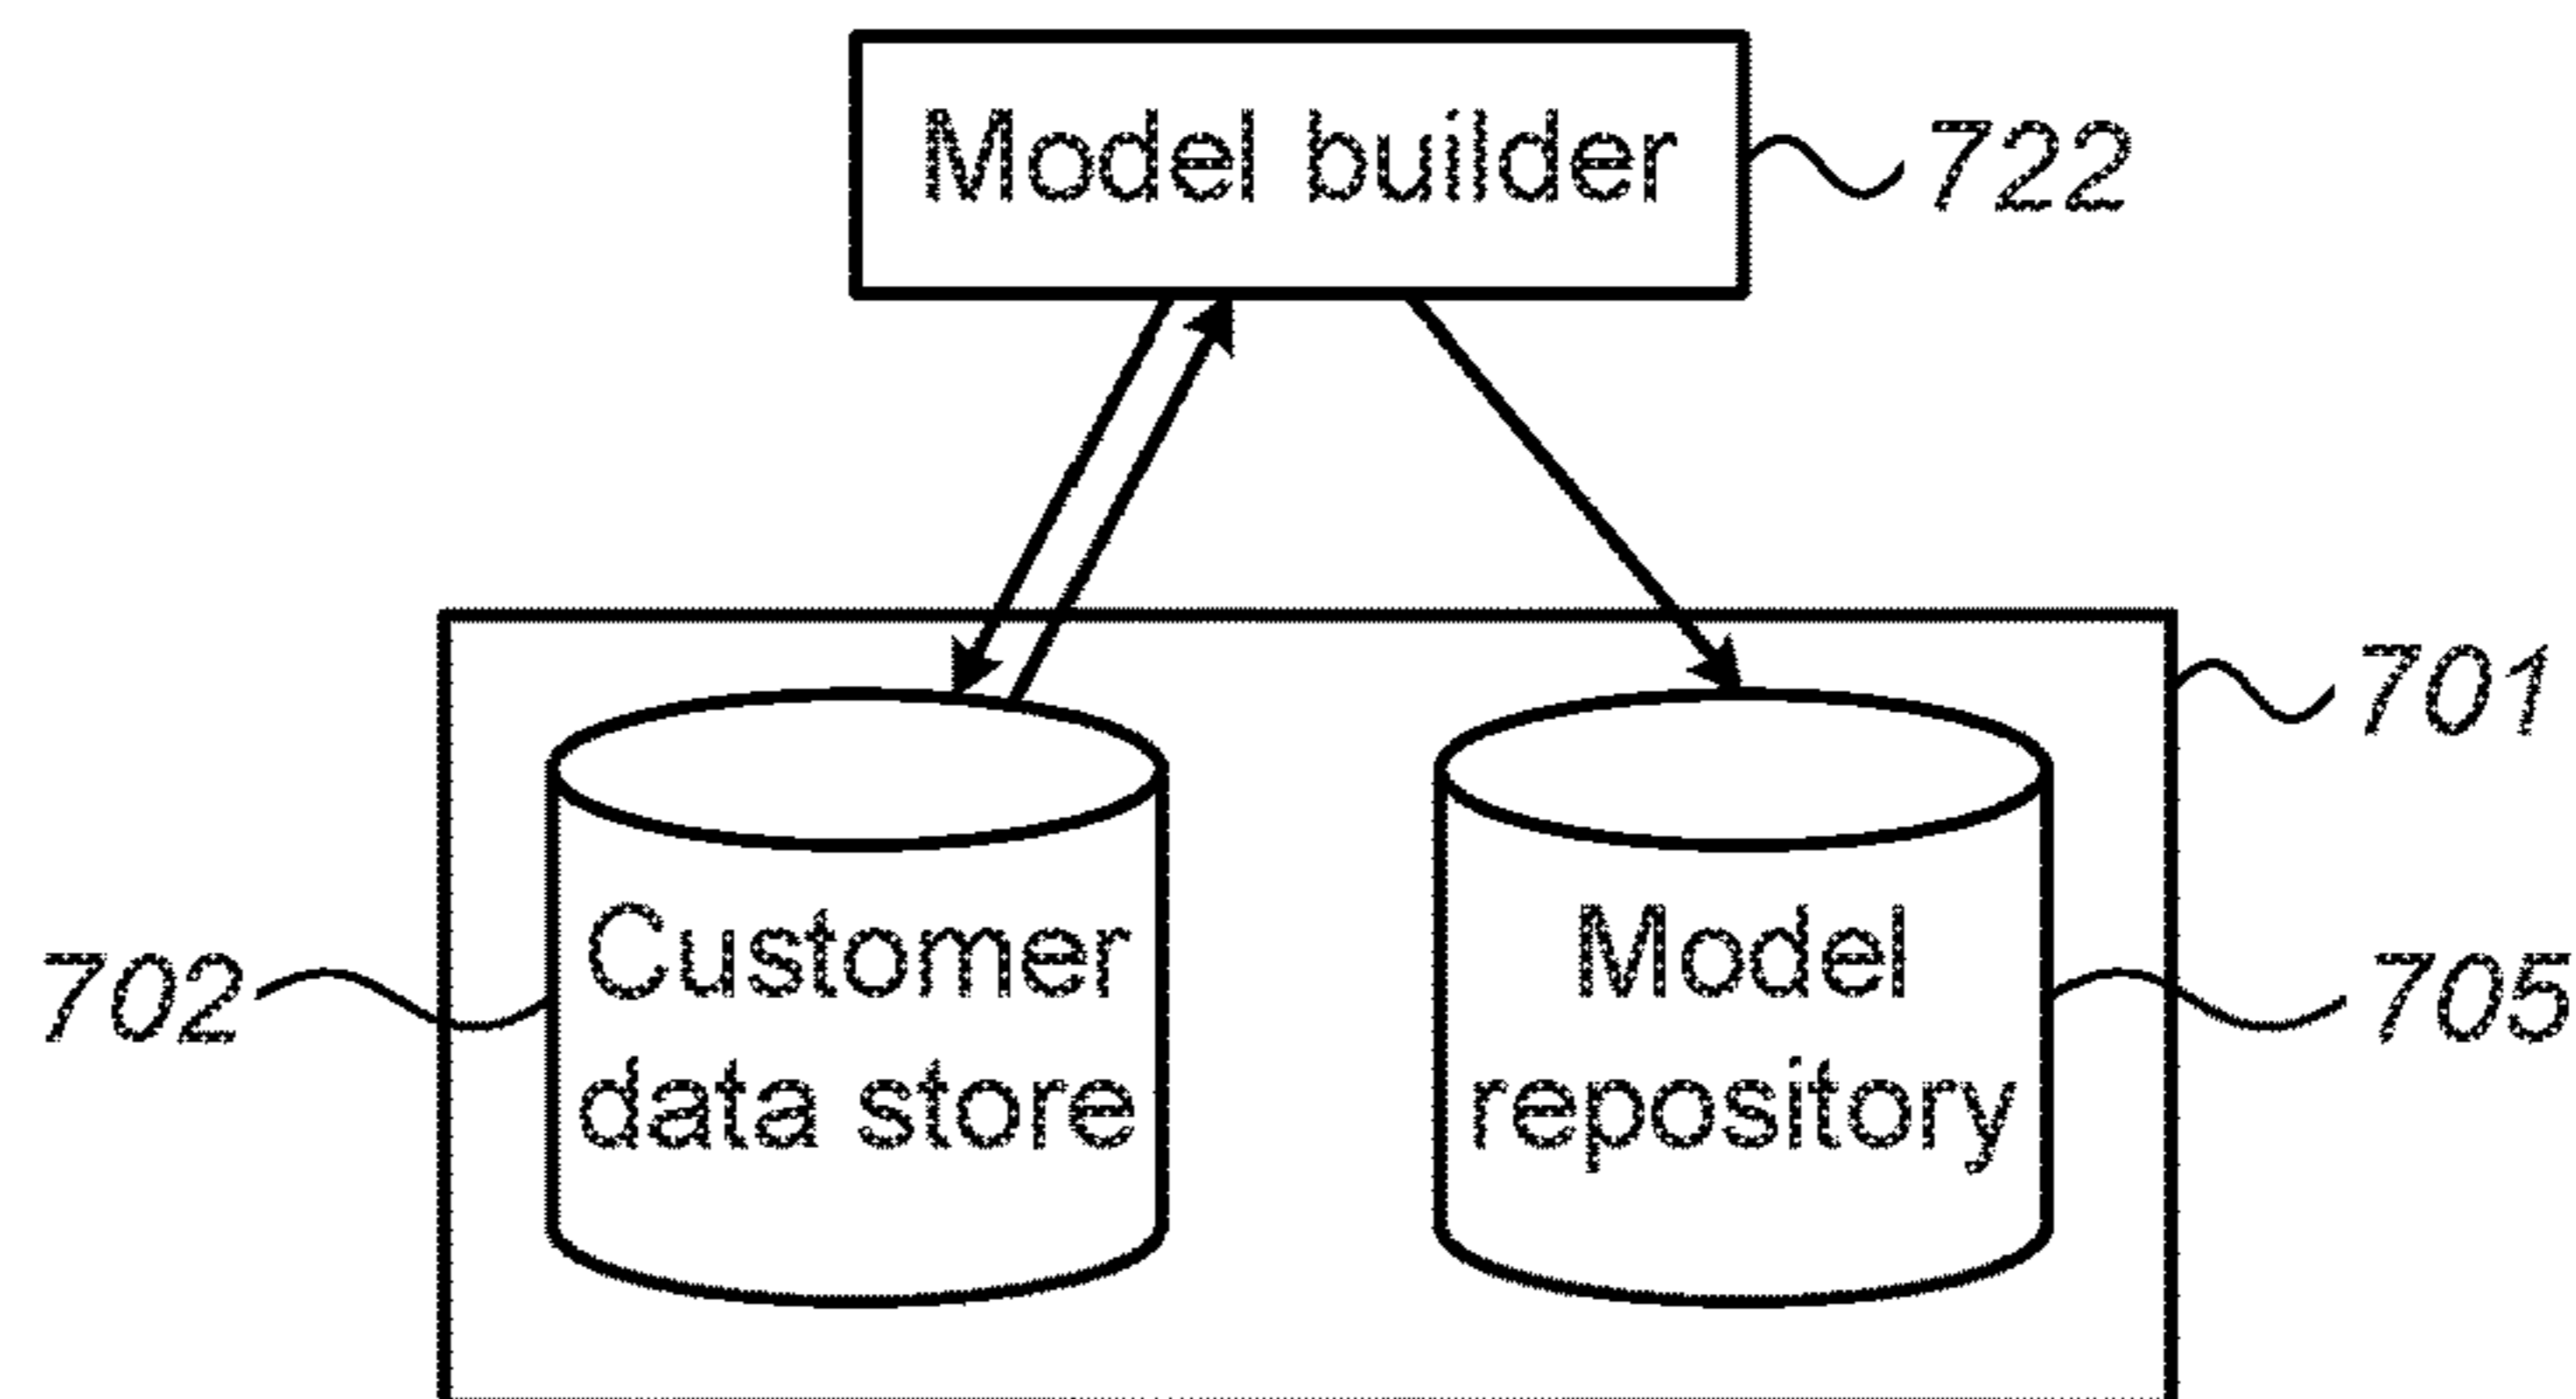 Model builder
722
701
702
Customer
data store
Model
repository
705